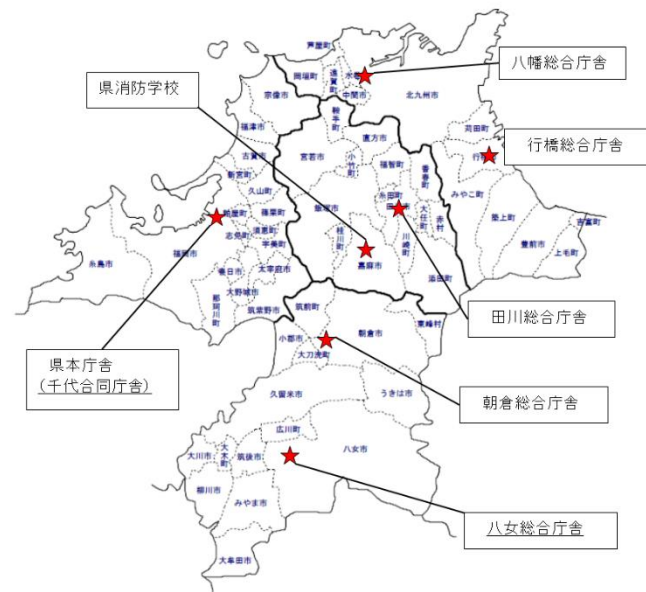 八幡総合庁舎
県消防学校
行橋総合庁舎
田川総合庁舎
県本庁舎
(千代合同庁舎)
朝倉総合庁舎
八女総合庁舎
芦屋町
岡垣町
遠賀町
水巻
中間市
北九州市
宗像市
鞍手町
直方市
苅田町
福津市
行
古賀市
宮若市
小竹町
福智町
香春町
みやこ町
新宮町
久山町
糸田町
田
市
大任町
赤村
築上町
吉富町
粕屋町
篠栗町
飯塚市
豊前市
上毛町
志免町
須恵町
宇美町
桂川町
川崎町
糸島市
福岡市
嘉麻市
添田町
春日市
太宰府市
大野城市
那珂川町
筑紫野市
筑前町
朝倉市
東峰村
小郡市
大刀洗町
久留米市
うきは市
広川町
大川市
大木町
筑後市
八女市
柳川市
みやま市
大牟田市